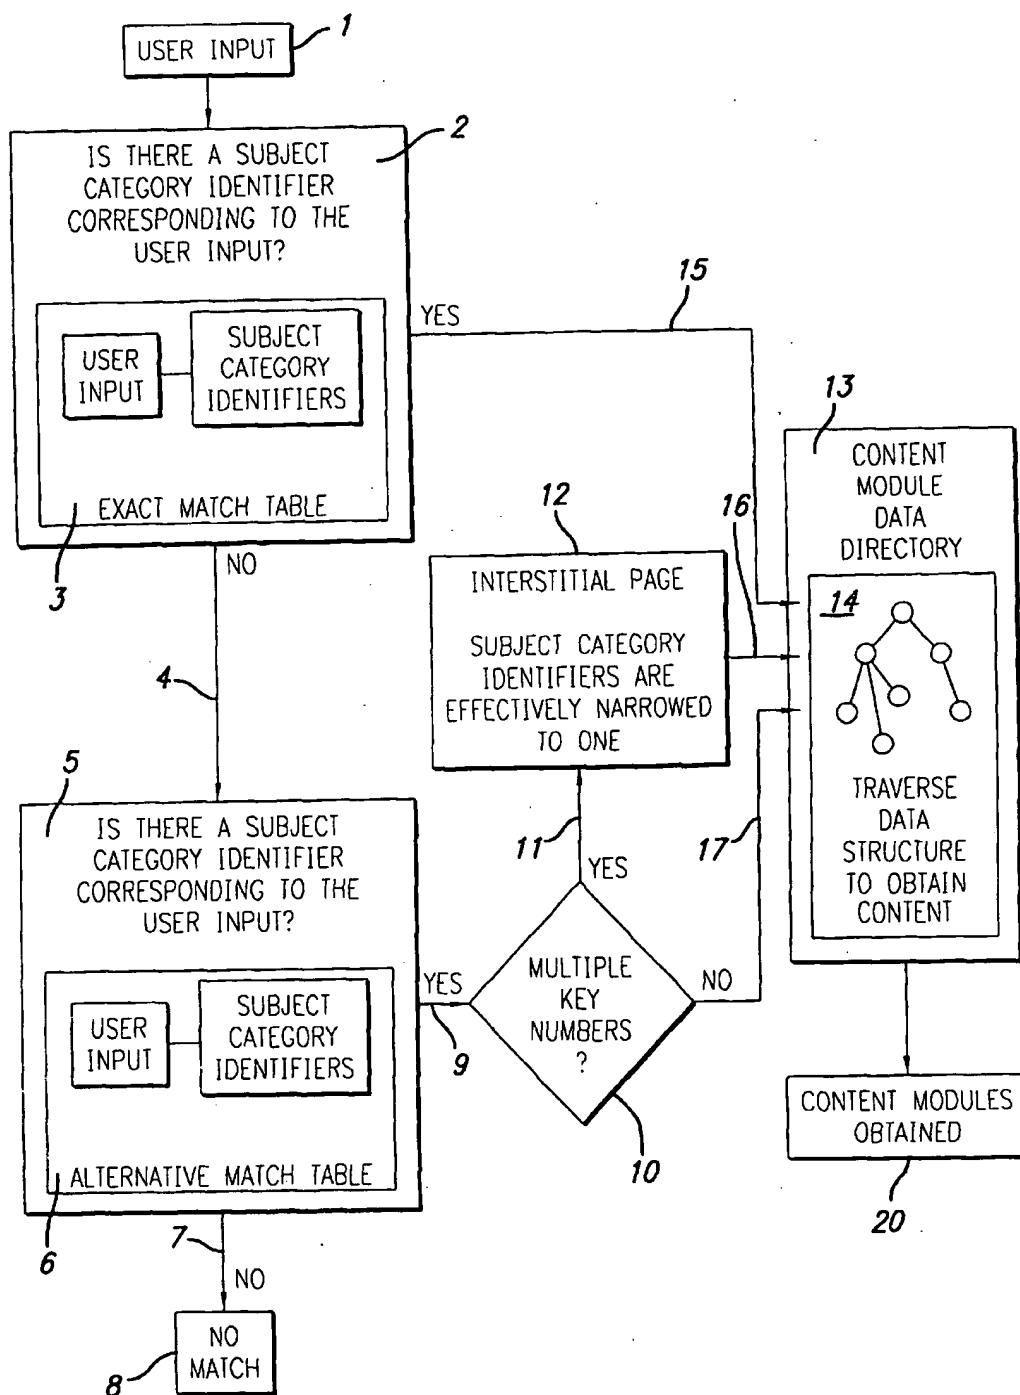 1
USER INPUT
2
IS THERE A SUBJECT
CATEGORY IDENTIFIER
CORRESPONDING TO THE
USER INPUT?
USER
INPUT
SUBJECT
CATEGORY
IDENTIFIERS
EXACT MATCH TABLE
3
YES
15
NO
4
5
IS THERE A SUBJECT
CATEGORY IDENTIFIER
CORRESPONDING TO THE
USER INPUT?
USER
INPUT
SUBJECT
CATEGORY
IDENTIFIERS
ALTERNATIVE MATCH TABLE
6
7
NO
NO
MATCH
8
YES
9
MULTIPLE
KEY
NUMBERS
?
10
YES
11
NO
17
12
INTERSTITIAL PAGE
SUBJECT CATEGORY
IDENTIFIERS ARE
EFFECTIVELY NARROWED
TO ONE
16
13
CONTENT
MODULE
DATA
DIRECTORY
14
TRAVERSE
DATA
STRUCTURE
TO OBTAIN
CONTENT
CONTENT MODULES
OBTAINED
20